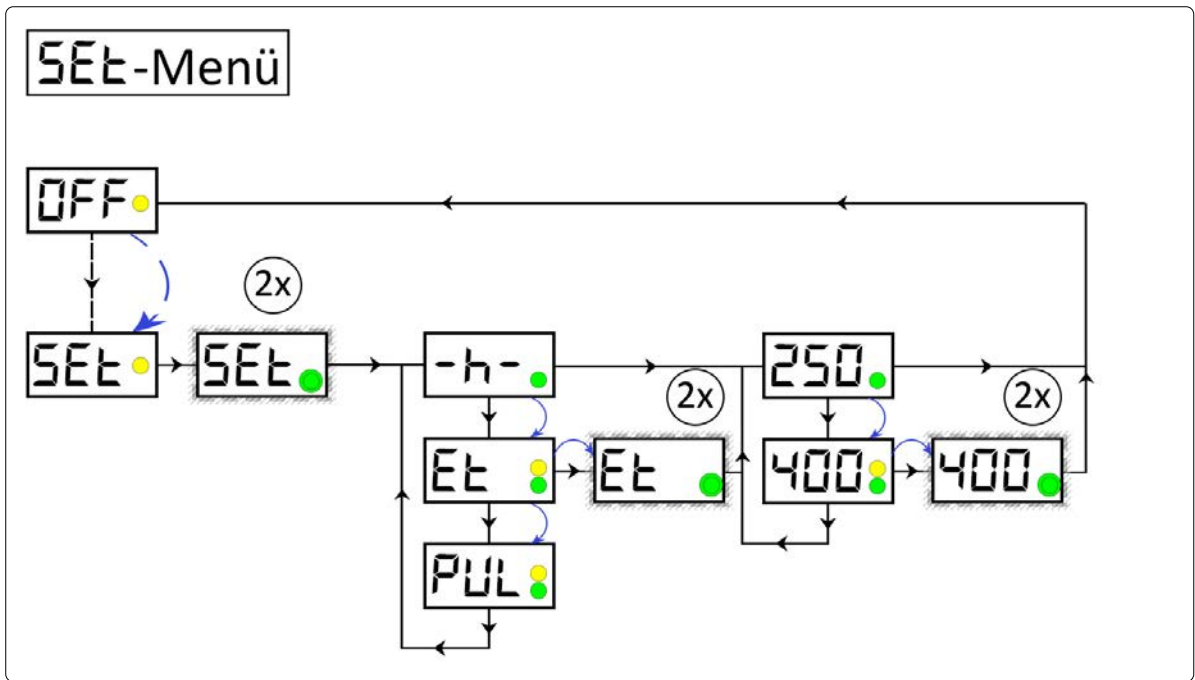 SEt-Menü
OFF
2x
SEt SEt -h- 250
2x 2x
Et Et 400 400
PUL